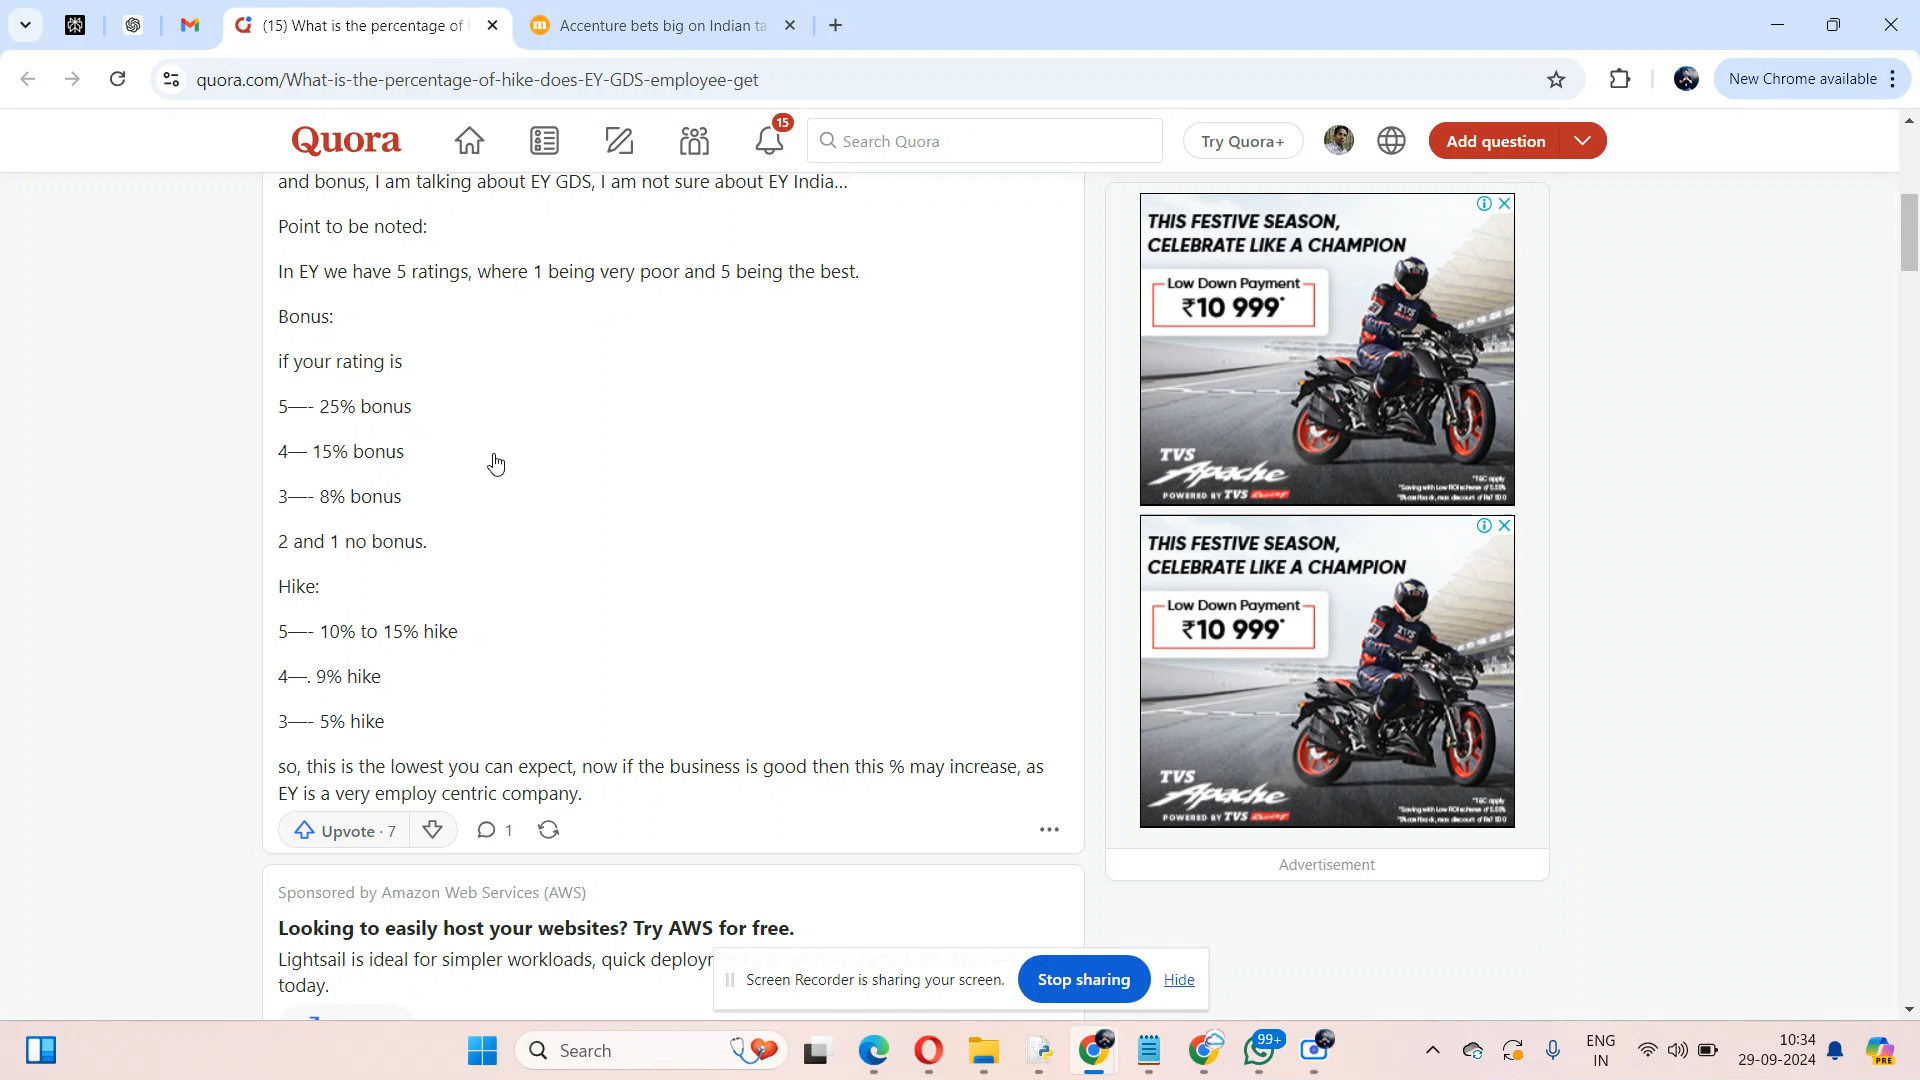 (15) What is the percentage of
Accenture bets big on Indian ta
quora.com/What-is-the-percentage-of-hike-does-EY-GDS-employee-get
New Chrome available
Quora
15
Search Quora
Try Quora+
Add question
and bonus, I am talking about EY GDS, I am not sure about EY India...
Point to be noted:
In EY we have 5 ratings, where 1 being very poor and 5 being the best.
Bonus:
if your rating is
5—-- 25% bonus
4— 15% bonus
3—-- 8% bonus
2 and 1 no bonus.
Hike:
5—-- 10% to 15% hike
4—. 9% hike
3—-- 5% hike
so, this is the lowest you can expect, now if the business is good then this % may increase, as
EY is a very employ centric company.
Upvote · 7
1
Sponsored by Amazon Web Services (AWS)
Looking to easily host your websites? Try AWS for free.
Lightsail is ideal for simpler workloads, quick
today.
THIS FESTIVE SEASON,
CELEBRATE LIKE A CHAMPION
Low Down Payment
₹10 999*
TVS
Apache
POWERED BY TVS Racing
THIS FESTIVE SEASON,
CELEBRATE LIKE A CHAMPION
Low Down Payment
₹10 999*
TVS
Apache
POWERED BY TVS Racing
Advertisement
Screen Recorder is sharing your screen.
Stop sharing
Hide
Search
99+
ENG
IN
10:34
29-09-2024
PRE